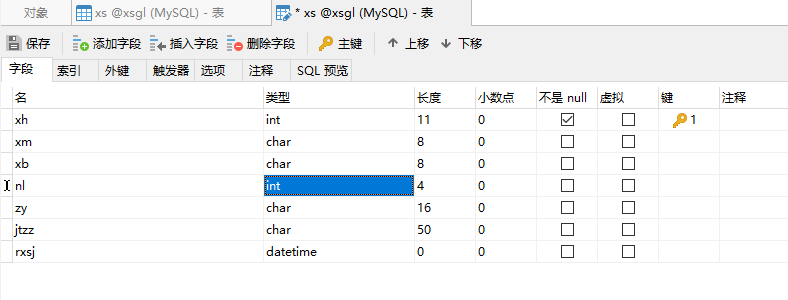 对象 xs @xsgl (MySQL) - 表 * xs @xsgl (MySQL) - 表
保存 添加字段 插入字段 删除字段 主键 上移 下移
字段 索引 外键 触发器 选项 注释 SQL 预览
名 类型 长度 小数点 不是 null 虚拟 键 注释
xh int 11 0 1
xm char 8 0
xb char 8 0
nl int 4 0
zy char 16 0
jtzz char 50 0
rxsj datetime 0 0